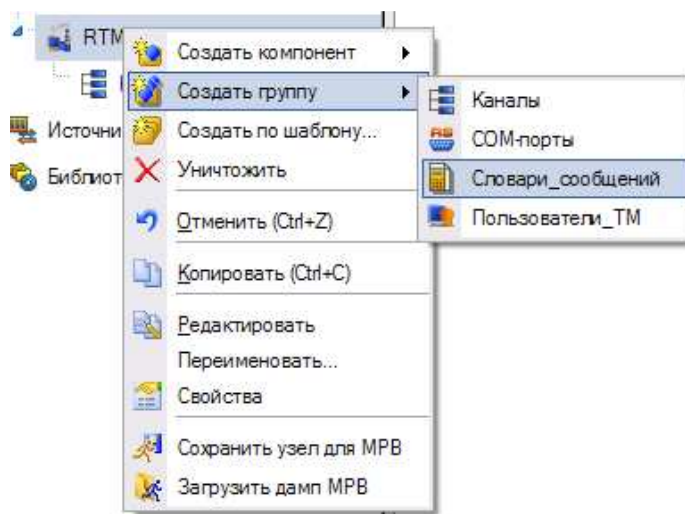 RTM
Создать компонент
Создать группу
Источни
Создать по шаблону...
Библиот
Уничтожить
Отменить (Ctrl+Z)
Копировать (Ctrl+C)
Редактировать
Переименовать...
Свойства
Сохранить узел для МРВ
Загрузить дамп МРВ
Каналы
COM-порты
Словари_сообщений
Пользователи_ТМ